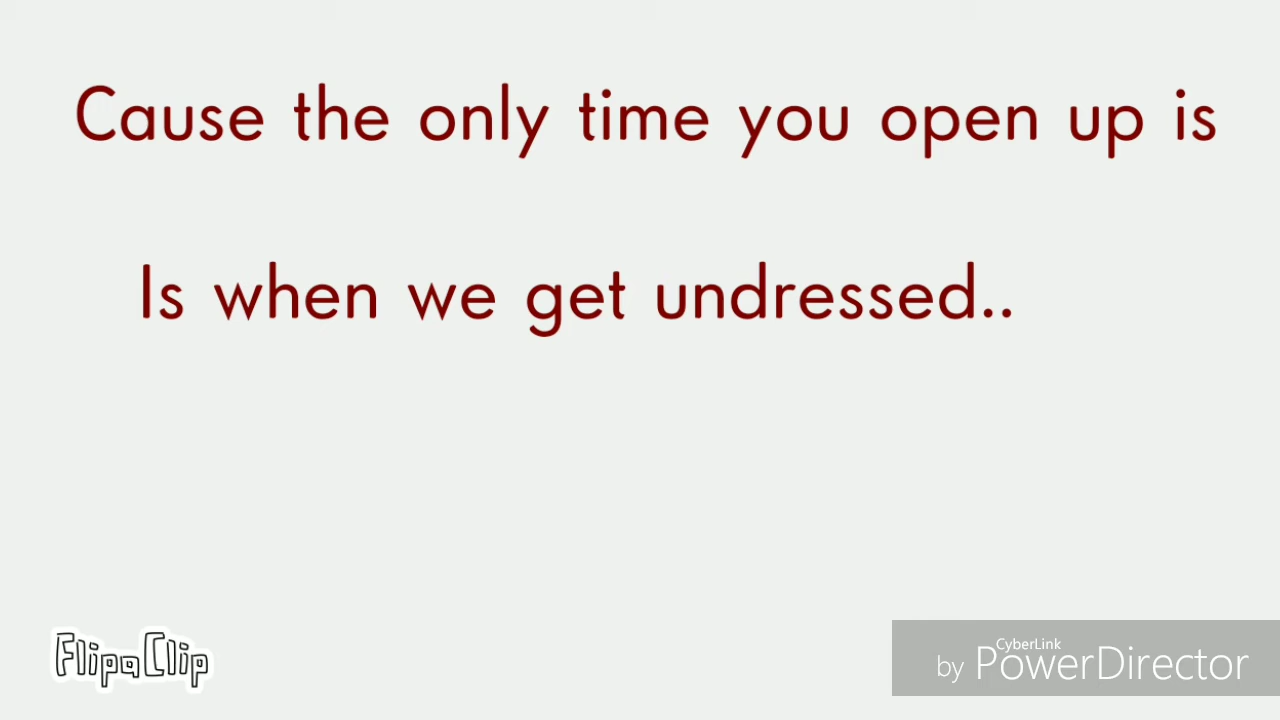 Cause the only time you open up is
Is when we get undressed..
FlipaClip
CyberLink
by PowerDirector